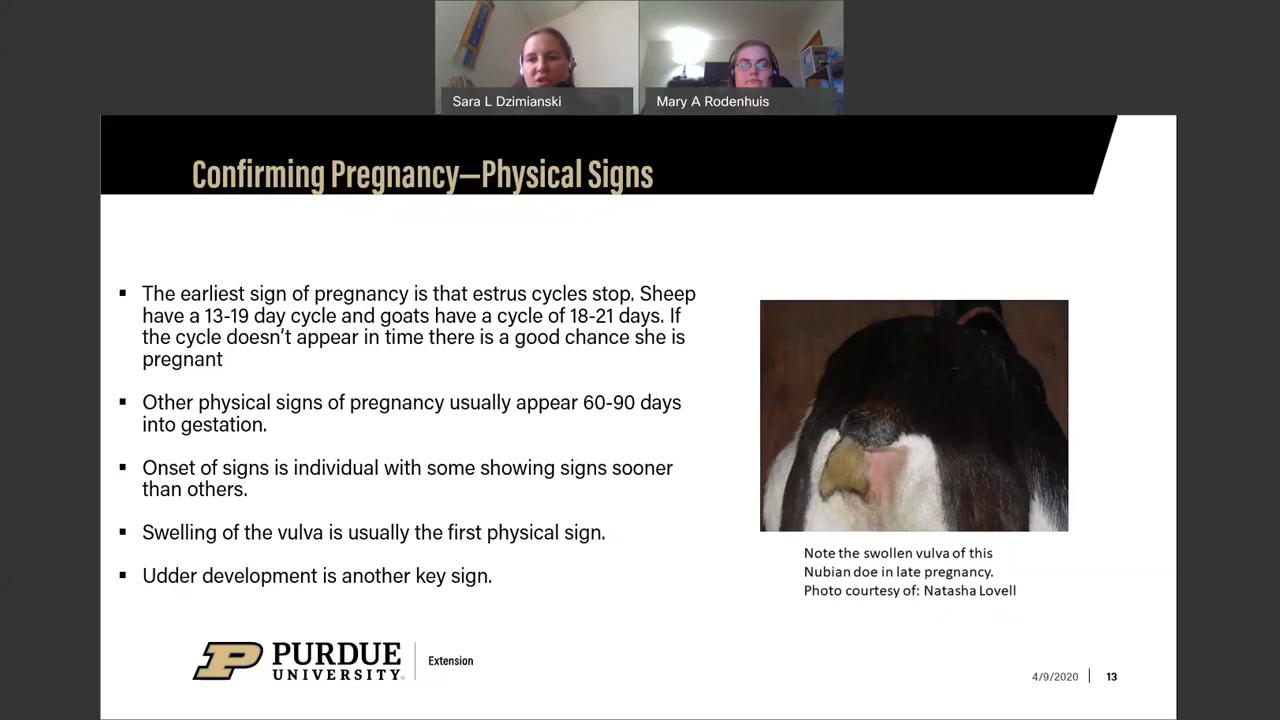 Sara L Dzimianski
Mary A Rodenhuis
Confirming Pregnancy—Physical Signs
▪ The earliest sign of pregnancy is that estrus cycles stop. Sheep
have a 13-19 day cycle and goats have a cycle of 18-21 days. If
the cycle doesn't appear in time there is a good chance she is
pregnant
▪ Other physical signs of pregnancy usually appear 60-90 days
into gestation.
▪ Onset of signs is individual with some showing signs sooner
than others.
▪ Swelling of the vulva is usually the first physical sign.
▪ Udder development is another key sign.
Note the swollen vulva of this
Nubian doe in late pregnancy.
Photo courtesy of: Natasha Lovell
P PURDUE
UNIVERSITY®
Extension
4/9/2020 | 13